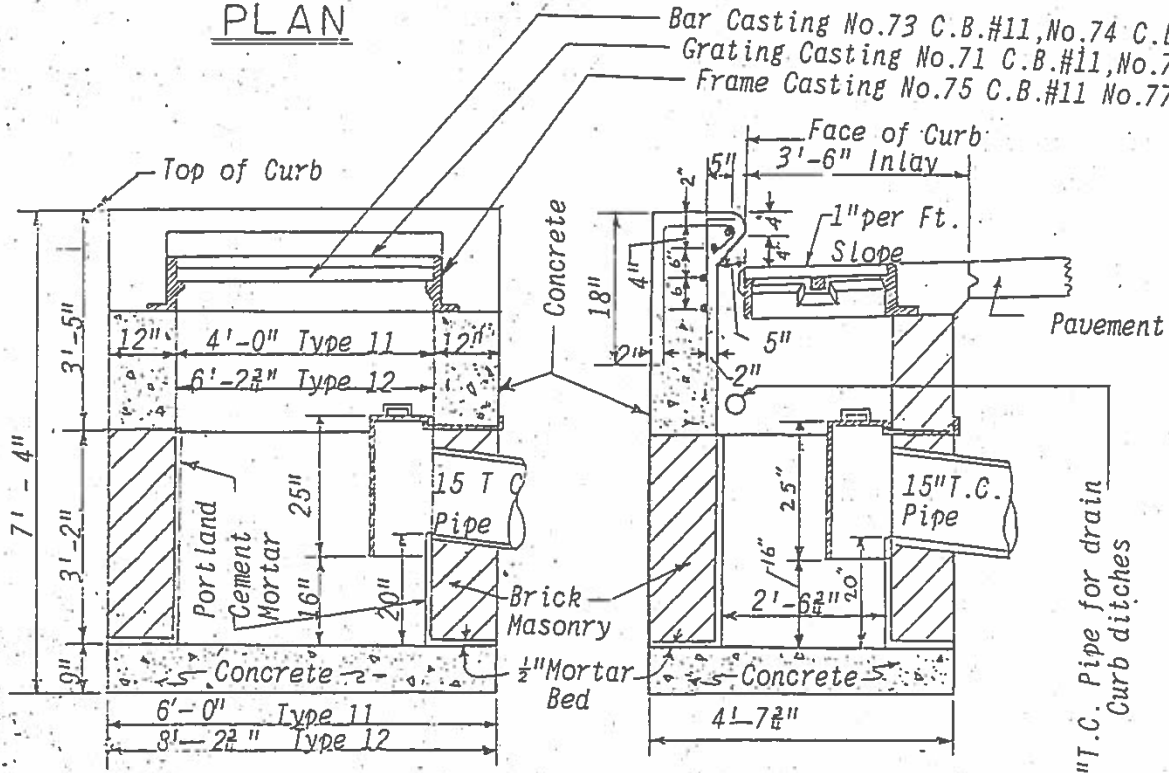 PLAN
Bar Casting No.73 C.B.#11,No.74 C.
Grating Casting No.71 C.B.#11,No.7
Frame Casting No.75 C.B.#11 No.77
Top of Curb
Face of Curb
3'-6" Inlay
5"
2"
4"
4"
1"per Ft.
Slope
Concrete
18"
4"
6"
6
Pavement
5"
2"
2"
12"
4'-0" Type 11
12"
6'-2¾" Type 12
3'-5"
7'-4"
3'-2"
9"
Portland
Cement
Mortar
25"
16"
20"
15 T C
Pipe
Brick
Masonry
25"
16"
20"
2'-6¾"
15"T.C.
Pipe
"T.C. Pipe for drain
Curb ditches
Concrete
½"Mortar
Bed
Concrete
6'-0" Type 11
8'-2¾" Type 12
4'-7¾"